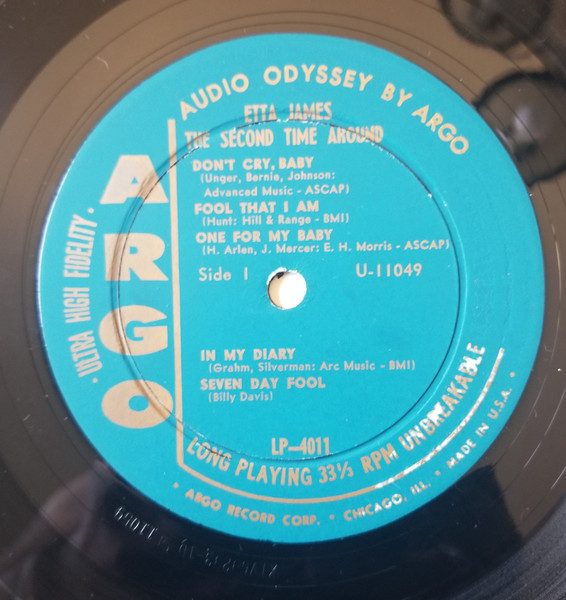 AUDIO ODYSSEY BY ARGO
ETTA JAMES
THE SECOND TIME AROUND
DON'T CRY, BABY
(Unger, Bernie, Johnson:
Advanced Music - ASCAP)
FOOL THAT I AM
(Hunt: Hill & Range - BMI)
ONE FOR MY BABY
(H. Arlen, J. Mercer: E. H. Morris - ASCAP)
Side 1 U-11049
IN MY DIARY
(Grahm, Silverman: Arc Music - BMI)
SEVEN DAY FOOL
(Billy Davis)
LP-4011
LONG PLAYING 33⅓ RPM UNBREAKABLE
• ARGO RECORD CORP. • CHICAGO, ILL. • MADE IN U.S.A. •
• ULTRA HIGH FIDELITY •
ARGO